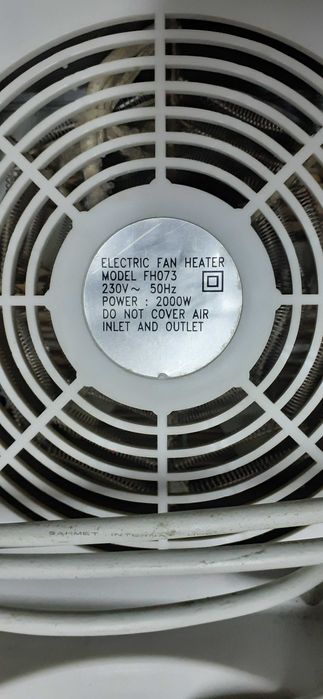 ELECTRIC FAN HEATER
MODEL FH073
230V~ 50Hz
POWER : 2000W
DO NOT COVER AIR
INLET AND OUTLET